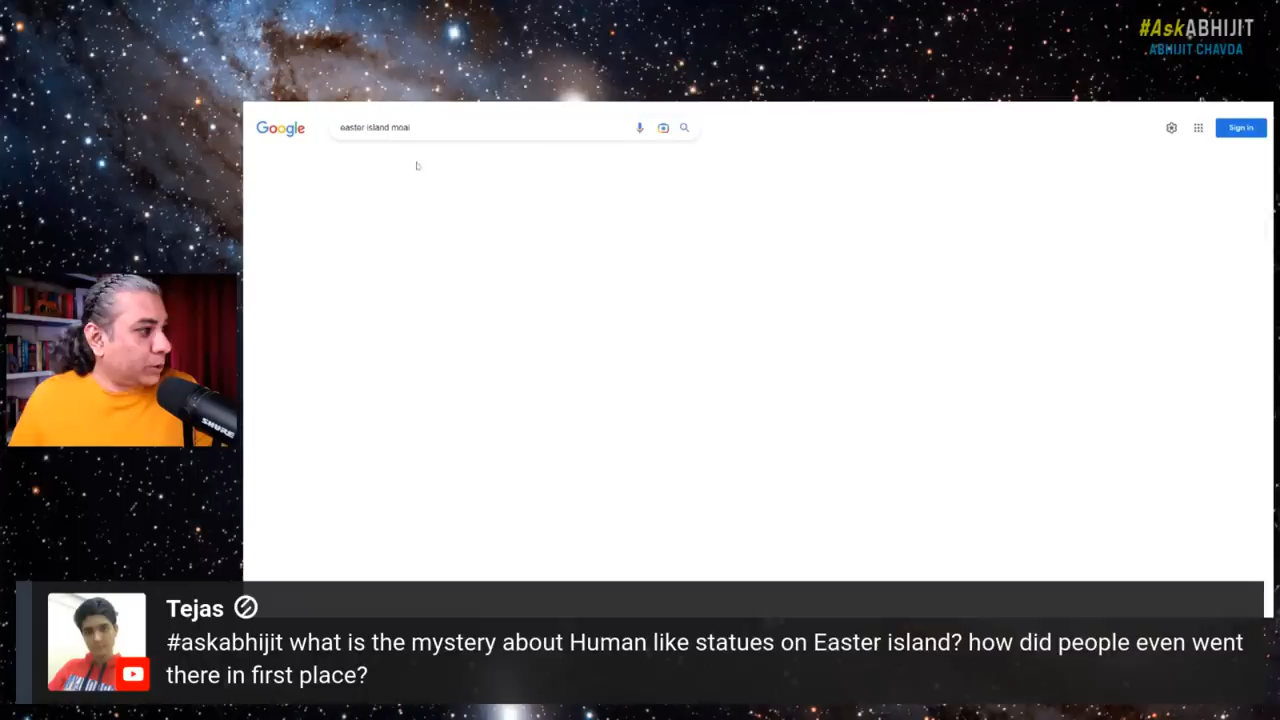 #AskABHIJIT
ABHIJIT CHAVDA
Google
easter island moai
Sign in
SHURE
Tejas
#askabhijit what is the mystery about Human like statues on Easter island? how did people even went
there in first place?